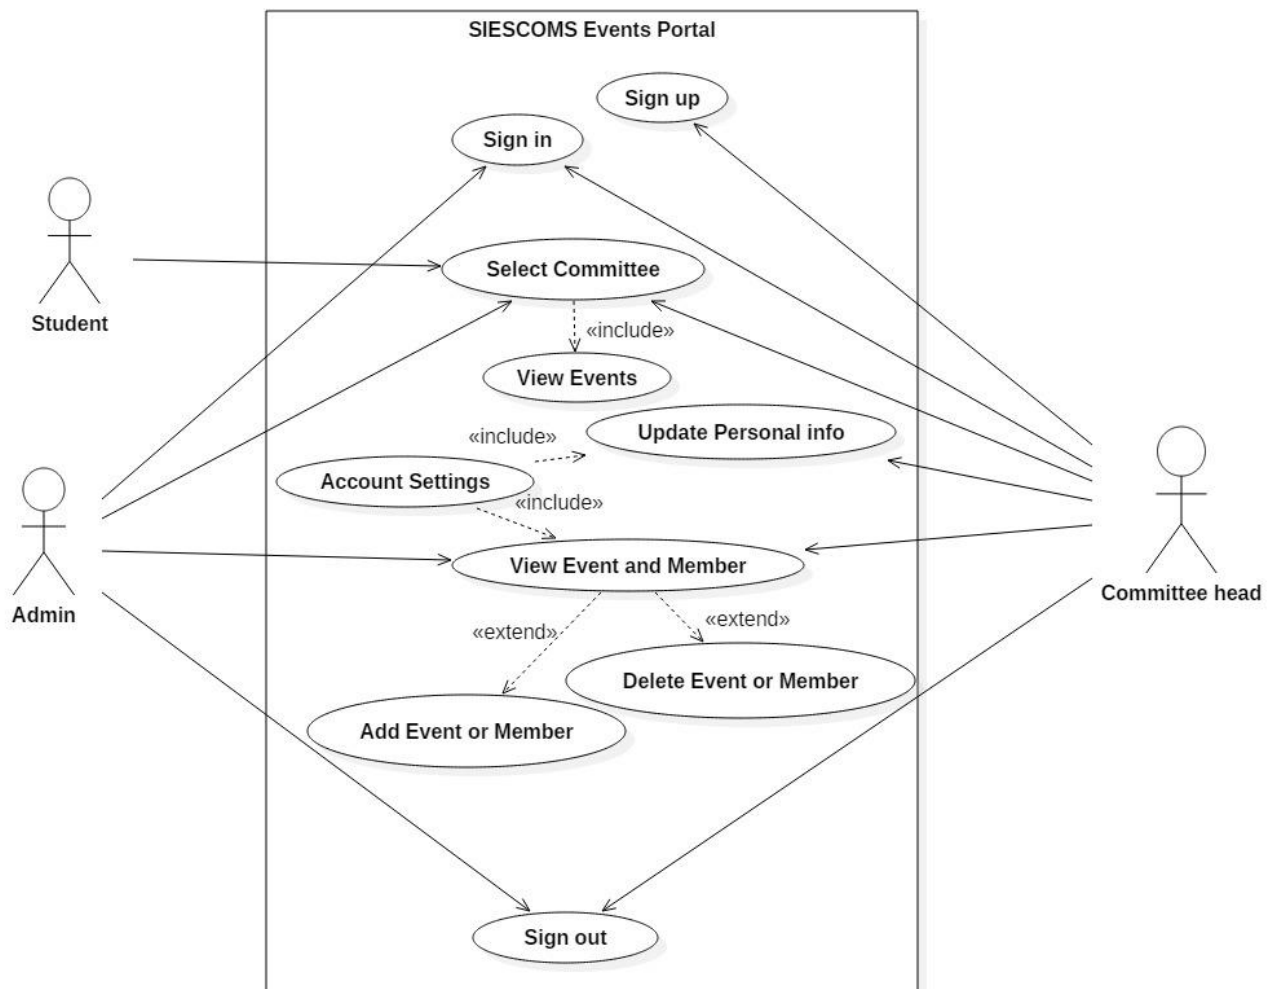 SIESCOMS Events Portal
Sign up
Sign in
Student
Select Committee
«include»
View Events
«include»
Update Personal info
Account Settings
«include»
Admin
View Event and Member
Committee head
«extend»
«extend»
Delete Event or Member
Add Event or Member
Sign out